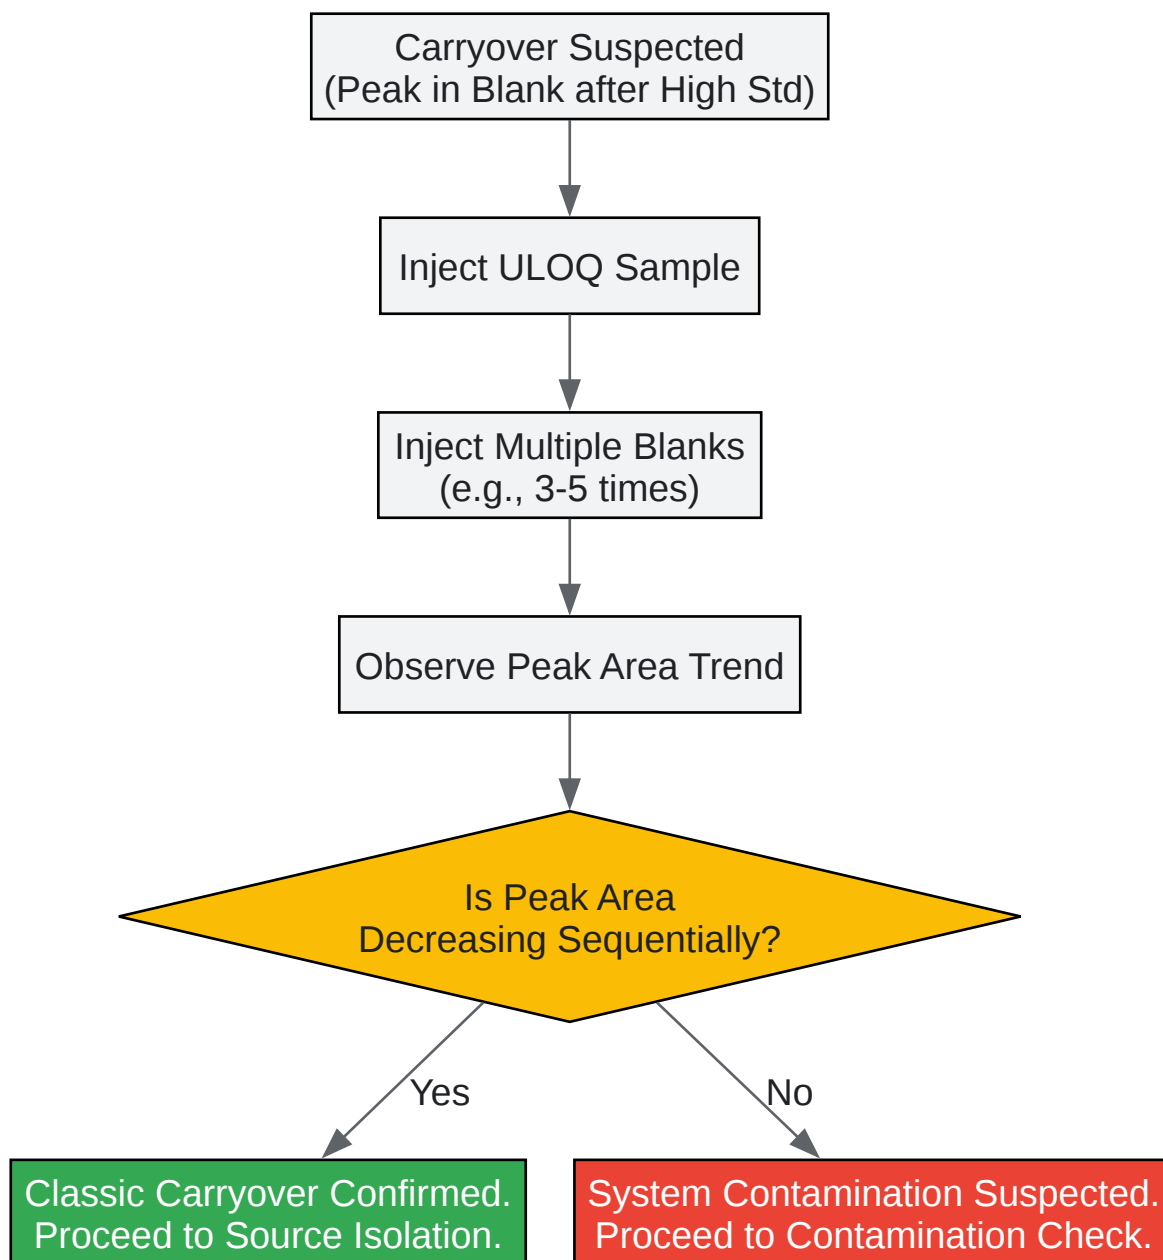 Carryover Suspected
(Peak in Blank after High Std)
Inject ULOQ Sample
Inject Multiple Blanks
(e.g., 3-5 times)
Observe Peak Area Trend
Is Peak Area
Decreasing Sequentially?
Yes
No
Classic Carryover Confirmed.
Proceed to Source Isolation.
System Contamination Suspected.
Proceed to Contamination Check.